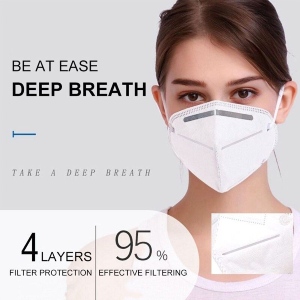 BE AT EASE
DEEP BREATH
TAKE A DEEP BREATH
4 LAYERS
FILTER PROTECTION
95 %
EFFECTIVE FILTERING